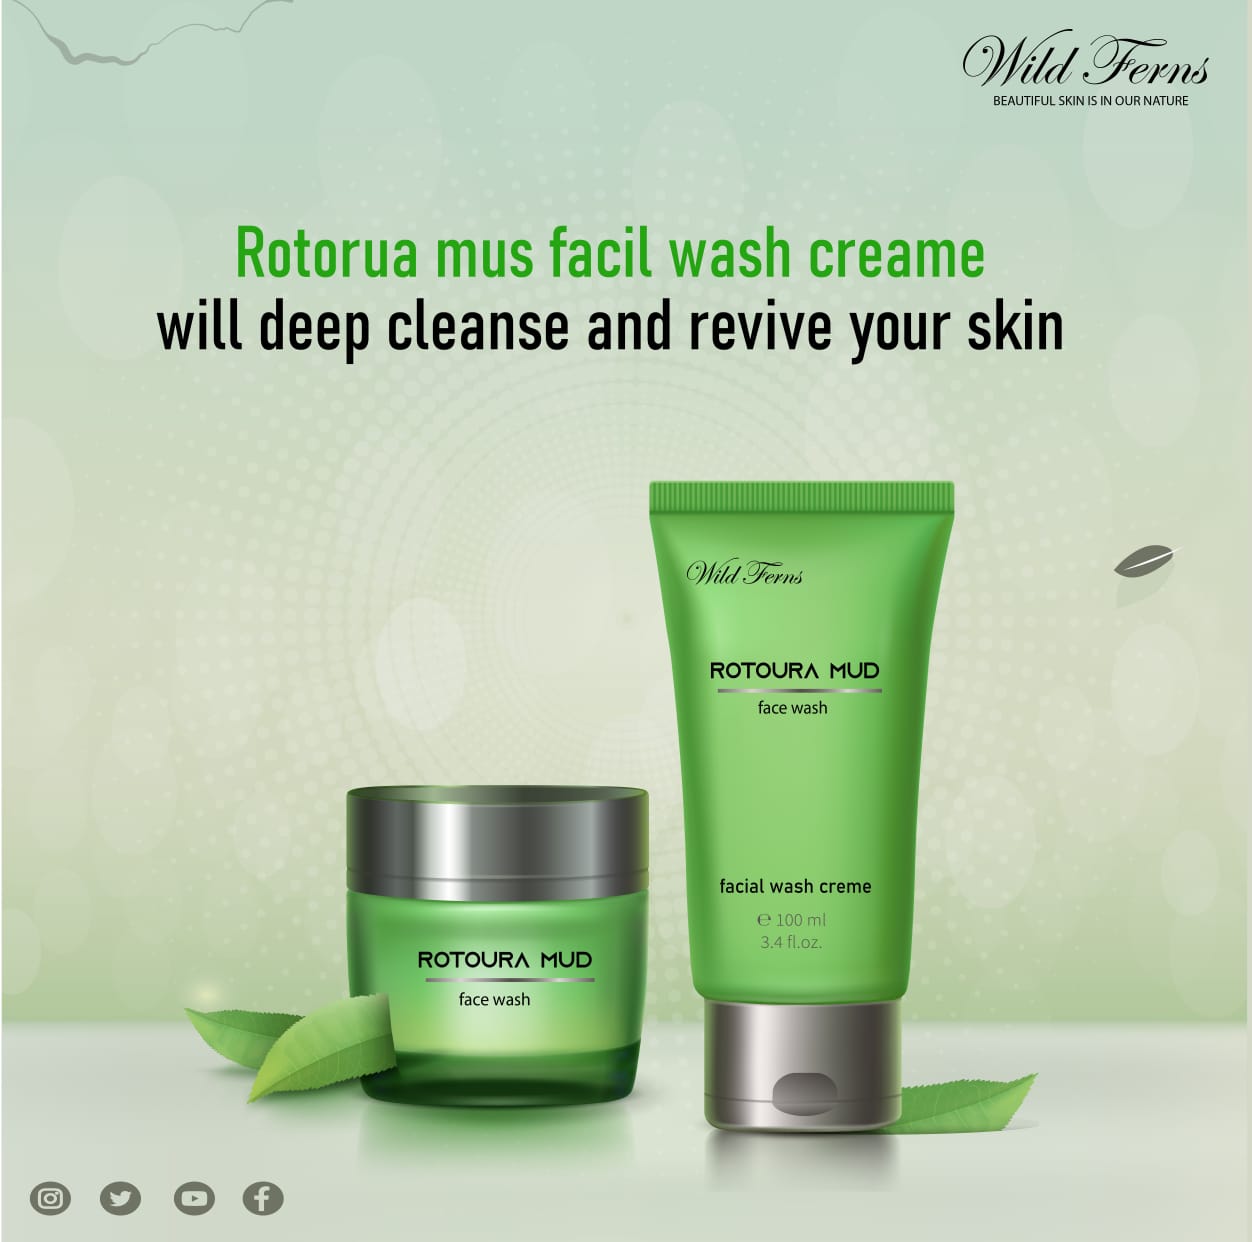 Wild Ferns
BEAUTIFUL SKIN IS IN OUR NATURE
Rotorua mus facil wash creame
will deep cleanse and revive your skin
Wild Ferns
ROTOURA MUD
face wash
facial wash creme
℮ 100 ml
3.4 fl.oz.
ROTOURA MUD
face wash